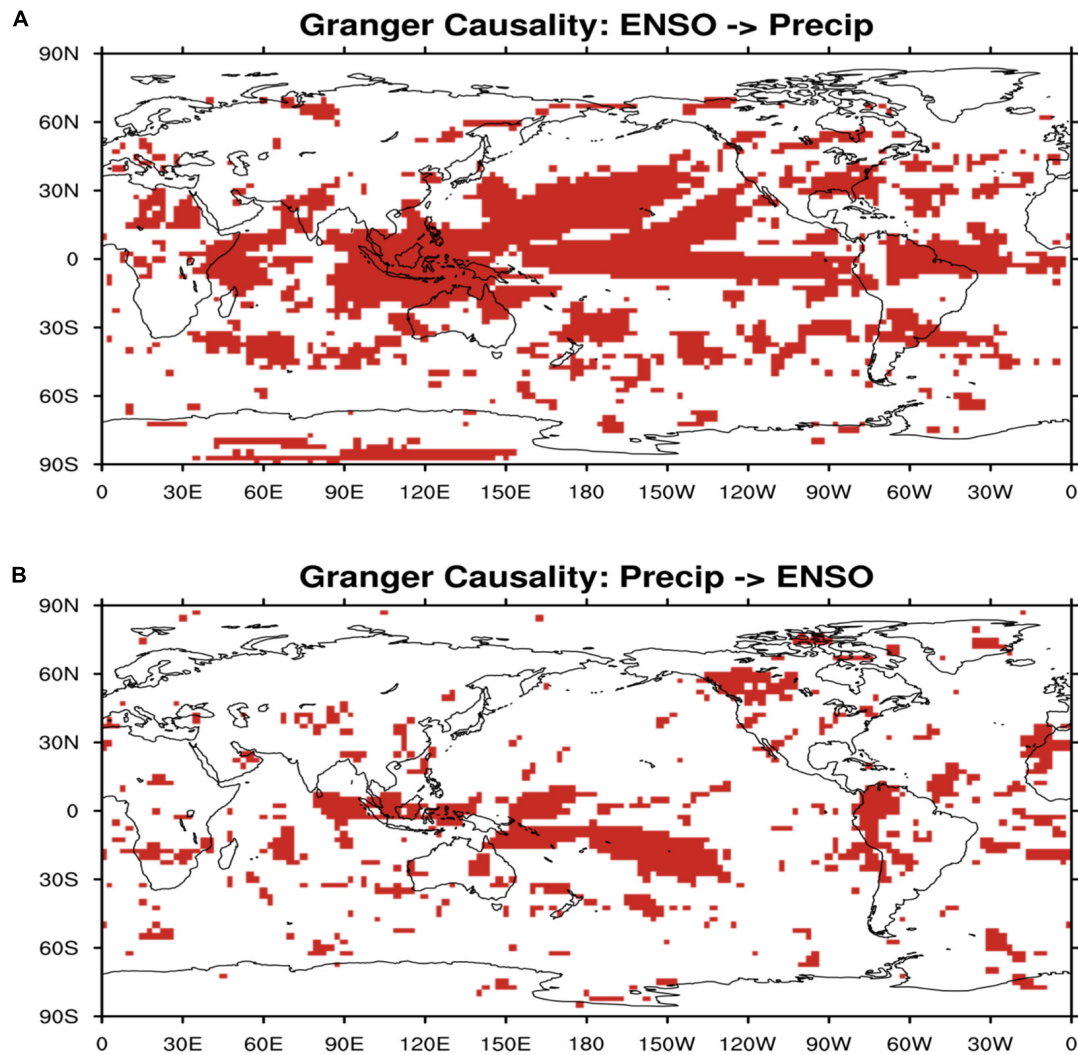 A
Granger Causality: ENSO -> Precip
90N
60N
30N
0
30S
60S
90S
0 30E 60E 90E 120E 150E 180 150W 120W 90W 60W 30W 0
B
Granger Causality: Precip -> ENSO
90N
60N
30N
0
30S
60S
90S
0 30E 60E 90E 120E 150E 180 150W 120W 90W 60W 30W 0